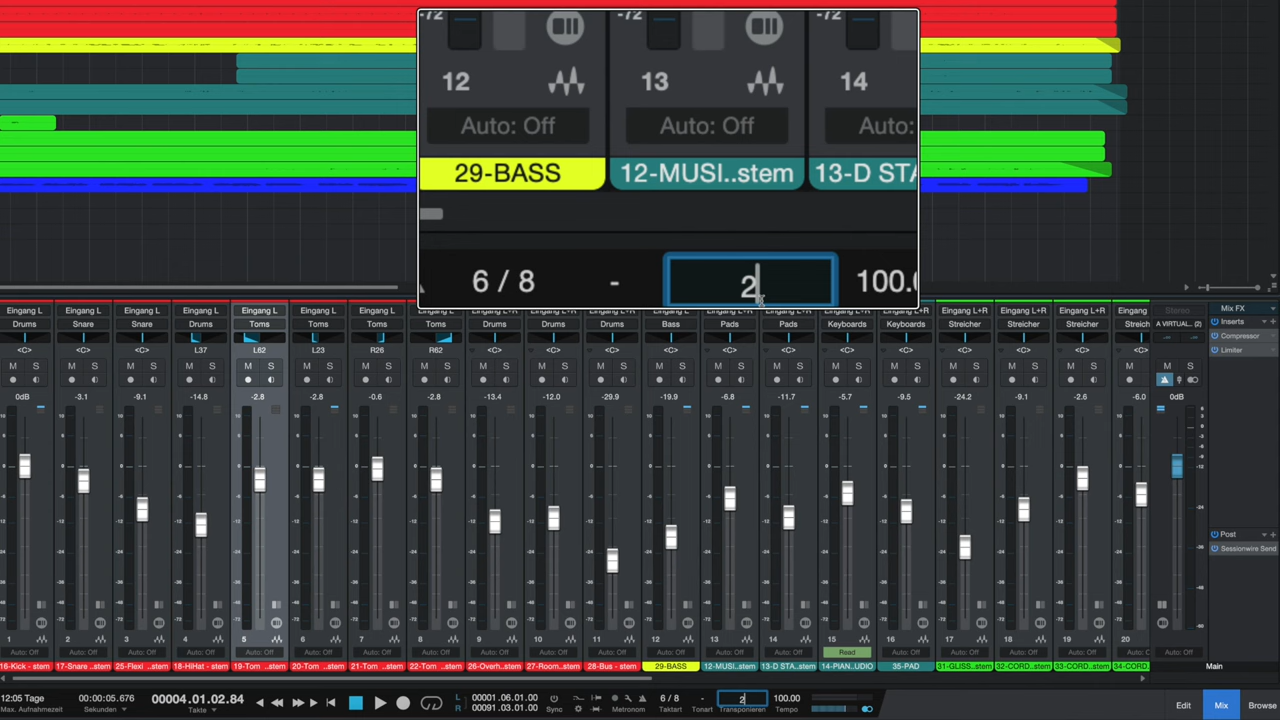 -72 -72 -72
12 13 14
Auto: Off Auto: Off Auto:
29-BASS 12-MUSI..stem 13-D STA
6 / 8 - 2 100.0
Eingang L Eingang L Eingang L Eingang L Eingang L Eingang L Eingang L Eingang L Eingang L+R Eingang L+R Eingang L+R Eingang L Eingang L+R Eingang L+R Eingang L+R Eingang L+R Eingang L+R Eingang L+R Eingang L+R Eingang Stereo Mix FX
Drums Snare Snare Drums Toms Toms Toms Toms Drums Drums Drums Bass Pads Pads Keyboards Keyboards Streicher Streicher Streicher Streich A VIRTUAL.. (2) Inserts
Compressor
<C> <C> <C> L37 L62 L23 R26 R62 <C> <C> <C> <C> <C> <C> <C> <C> <C> <C> <C> <C> Limiter
M S M S M S M S M S M S M S M S M S M S M S M S M S M S M S M S M S M S M S M M S
0dB -3.1 -9.1 -14.8 -2.8 -2.8 -0.6 -2.8 -13.4 -12.0 -29.9 -19.9 -6.8 -11.7 -5.7 -9.5 -24.2 -9.1 -2.6 -6.0 0dB
Post
Sessionwire Send
1 2 3 4 5 6 7 8 9 10 11 12 13 14 15 16 17 18 19 20
Auto: Off Auto: Off Auto: Off Auto: Off Auto: Off Auto: Off Auto: Off Auto: Off Auto: Off Auto: Off Auto: Off Auto: Off Auto: Off Auto: Off Read Auto: Off Auto: Off Auto: Off Auto: Off Auto: Off
16-Kick - stem 17-Snare ..stem 25-Flexi ..stem 18-HiHat - stem 19-Tom ..stem 20-Tom ..stem 21-Tom ..stem 22-Tom ..stem 26-Overh..stem 27-Room..stem 28-Bus - stem 29-BASS 12-MUSI..stem 13-D STA..stem 14-PIAN..UDIO 35-PAD 31-GLISS..stem 32-CORD..stem 33-CORD..stem 34-CORD.. Main
12:05 Tage 00:00:05.676 00004.01.02.84 L 00001.06.01.00 6 / 8 - 2 100.00
Max. Aufnahmezeit Sekunden Takte R 00091.03.01.00 Sync Metronom Taktart Tonart Transponieren Tempo Edit Mix Browse